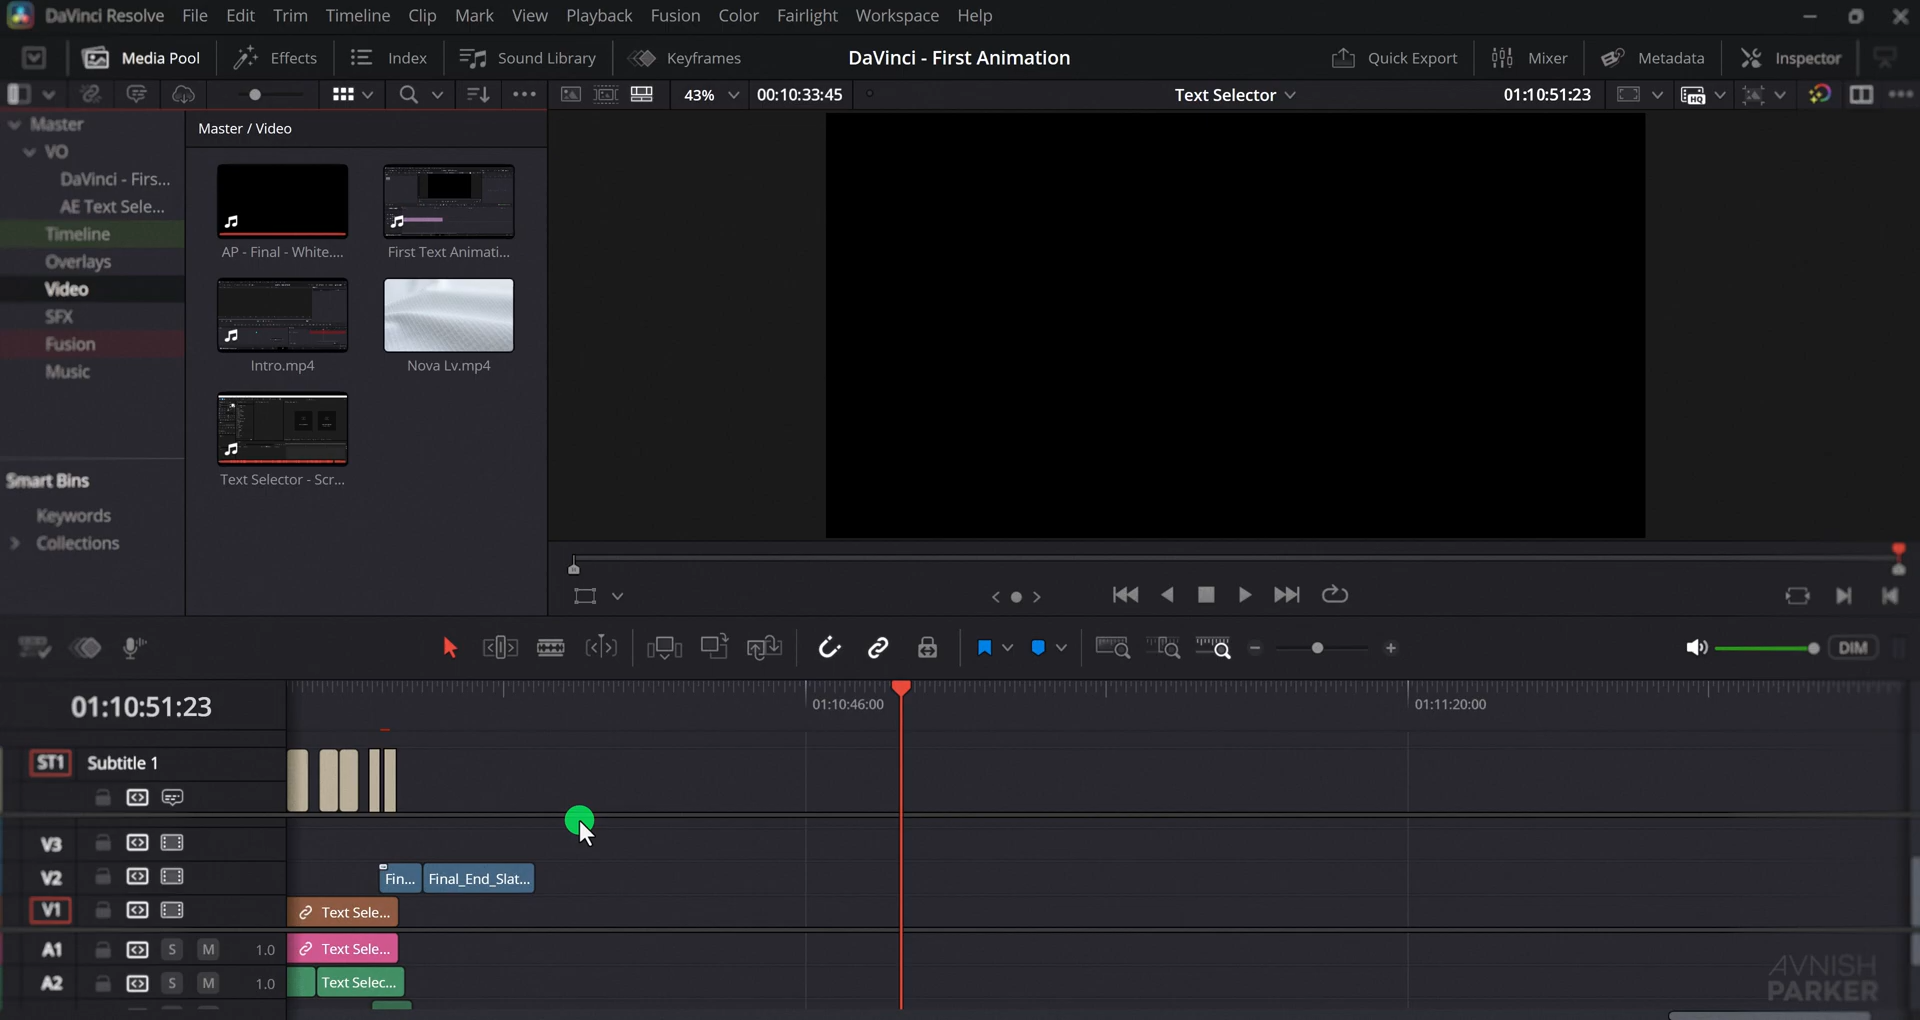 DaVinci Resolve File Edit Trim Timeline Clip Mark View Playback Fusion Color Fairlight Workspace Help
Media Pool Effects Index Sound Library Keyframes DaVinci - First Animation Quick Export Mixer Metadata Inspector
43% 00:10:33:45 Text Selector 01:10:51:23
HQ
Master
VO
DaVinci - Firs...
AE Text Sele...
Timeline
Overlays
Video
SFX
Fusion
Music
Smart Bins
Keywords
Collections
Master / Video
AP - Final - White.... First Text Animati...
Intro.mp4 Nova Lv.mp4
Text Selector - Scr...
DIM
01:10:51:23 01:10:46:00 01:11:20:00
ST1 Subtitle 1
V3
V2 Fin... Final_End_Slat...
V1 Text Sele...
A1 S M 1.0 Text Sele...
A2 S M 1.0 Text Selec...
AVNISH
PARKER